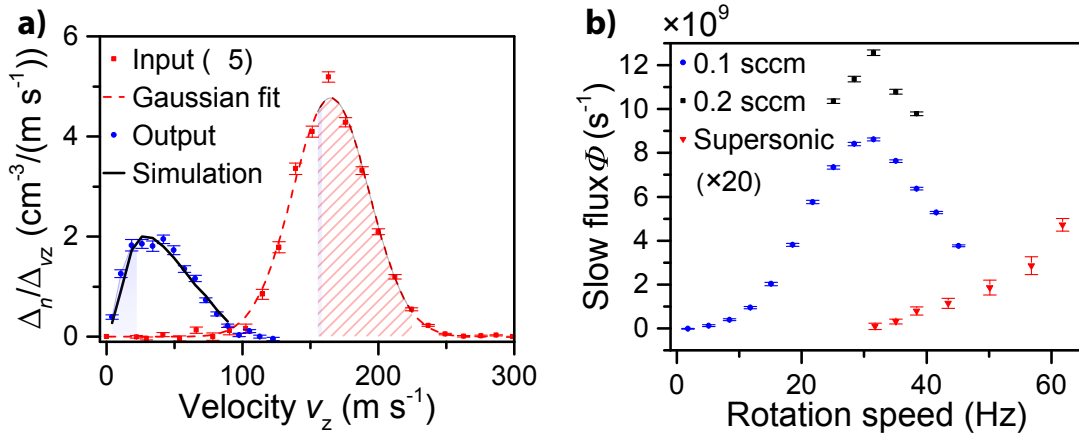 a)
Δn/Δvz (cm-3/(m s-1))
6
4
2
0
Input ( 5)
Gaussian fit
Output
Simulation
0 100 200 300
Velocity vz (m s-1)
b)
×10⁹
Slow flux Φ (s-1)
12
10
8
6
4
2
0
0.1 sccm
0.2 sccm
Supersonic
(×20)
0 20 40 60
Rotation speed (Hz)